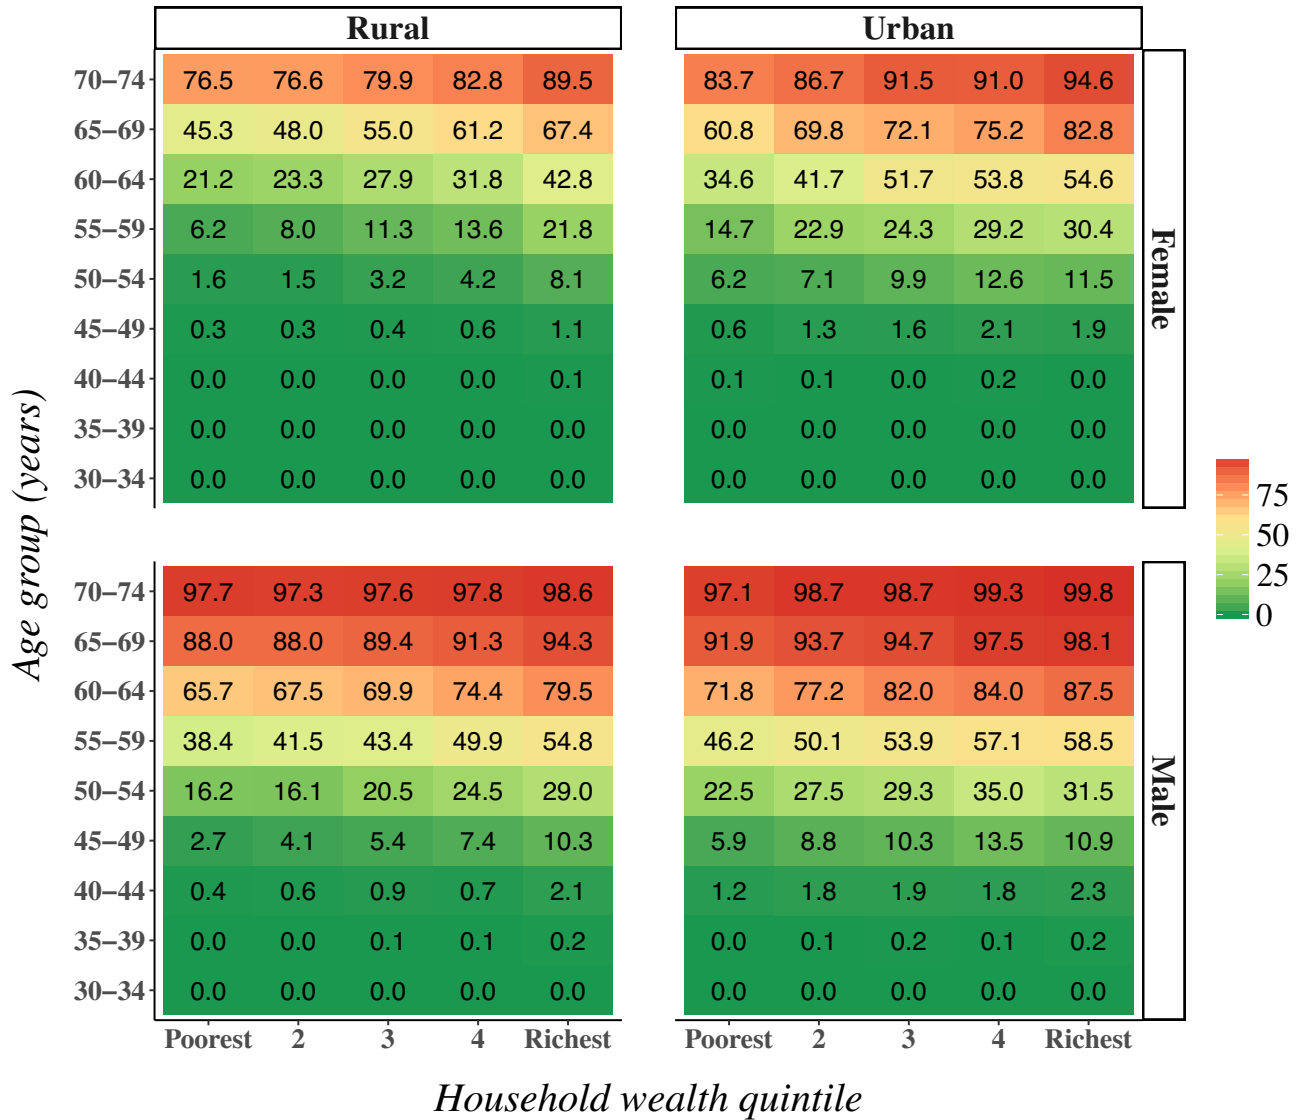 Rural Urban
70–74 76.5 76.6 79.9 82.8 89.5 83.7 86.7 91.5 91.0 94.6
65–69 45.3 48.0 55.0 61.2 67.4 60.8 69.8 72.1 75.2 82.8
60–64 21.2 23.3 27.9 31.8 42.8 34.6 41.7 51.7 53.8 54.6
55–59 6.2 8.0 11.3 13.6 21.8 14.7 22.9 24.3 29.2 30.4
50–54 1.6 1.5 3.2 4.2 8.1 6.2 7.1 9.9 12.6 11.5
45–49 0.3 0.3 0.4 0.6 1.1 0.6 1.3 1.6 2.1 1.9
40–44 0.0 0.0 0.0 0.0 0.1 0.1 0.1 0.0 0.2 0.0
35–39 0.0 0.0 0.0 0.0 0.0 0.0 0.0 0.0 0.0 0.0
30–34 0.0 0.0 0.0 0.0 0.0 0.0 0.0 0.0 0.0 0.0
Female
70–74 97.7 97.3 97.6 97.8 98.6 97.1 98.7 98.7 99.3 99.8
65–69 88.0 88.0 89.4 91.3 94.3 91.9 93.7 94.7 97.5 98.1
60–64 65.7 67.5 69.9 74.4 79.5 71.8 77.2 82.0 84.0 87.5
55–59 38.4 41.5 43.4 49.9 54.8 46.2 50.1 53.9 57.1 58.5
50–54 16.2 16.1 20.5 24.5 29.0 22.5 27.5 29.3 35.0 31.5
45–49 2.7 4.1 5.4 7.4 10.3 5.9 8.8 10.3 13.5 10.9
40–44 0.4 0.6 0.9 0.7 2.1 1.2 1.8 1.9 1.8 2.3
35–39 0.0 0.0 0.1 0.1 0.2 0.0 0.1 0.2 0.1 0.2
30–34 0.0 0.0 0.0 0.0 0.0 0.0 0.0 0.0 0.0 0.0
Male
Poorest 2 3 4 Richest Poorest 2 3 4 Richest
Household wealth quintile
Age group (years)
75
50
25
0